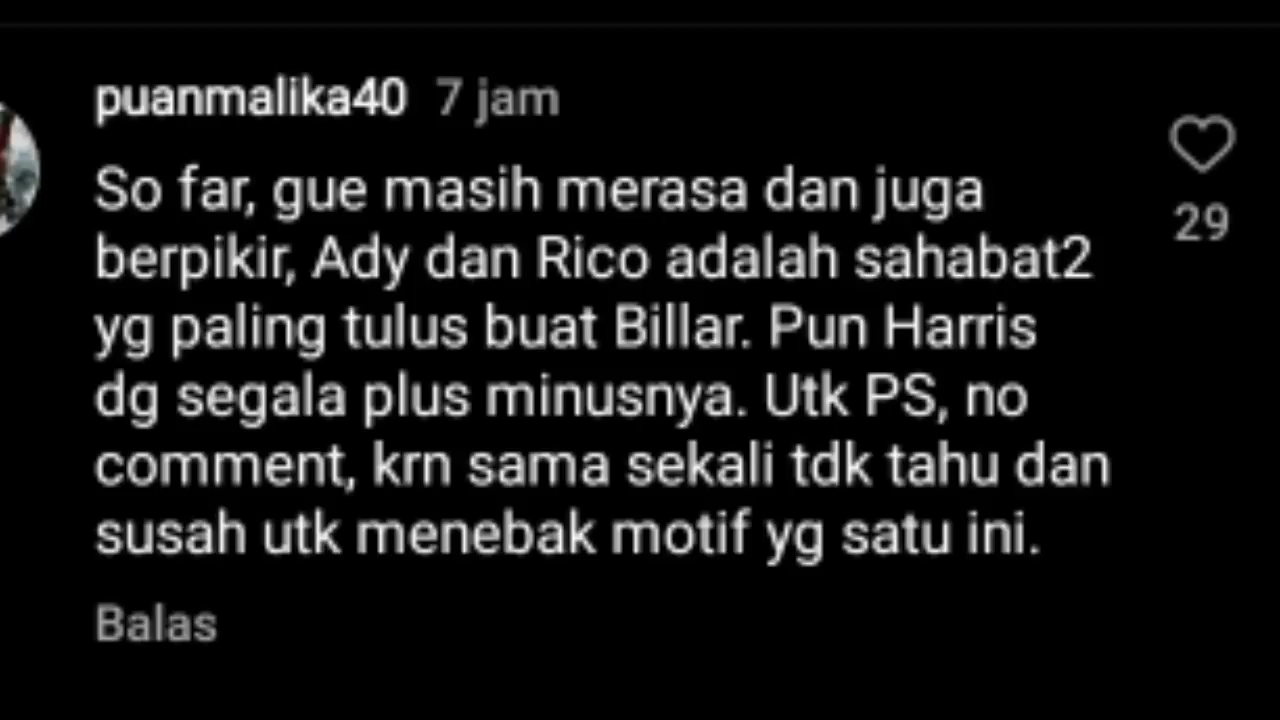 puanmalika40 7 jam
So far, gue masih merasa dan juga
berpikir, Ady dan Rico adalah sahabat2
yg paling tulus buat Billar. Pun Harris
dg segala plus minusnya. Utk PS, no
comment, krn sama sekali tdk tahu dan
susah utk menebak motif yg satu ini.
29
Balas